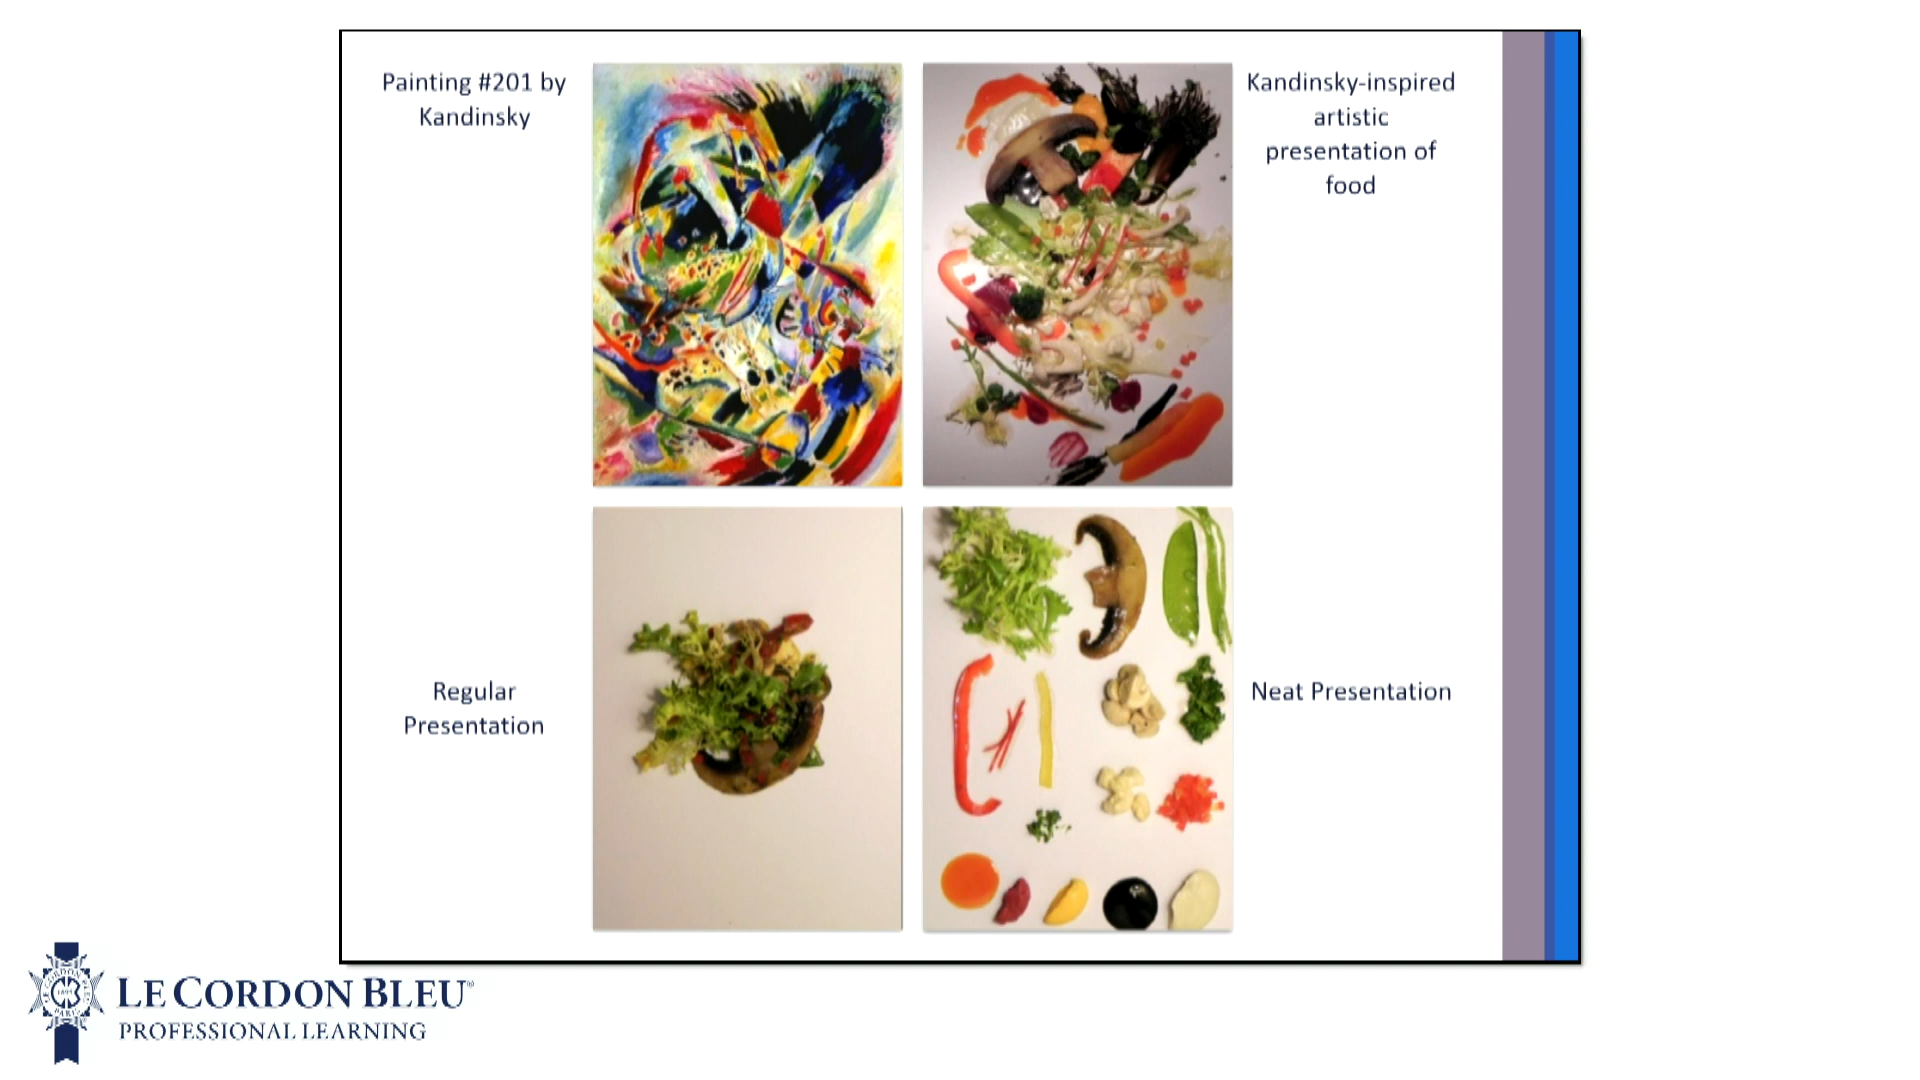 Painting #201 by
Kandinsky
Kandinsky-inspired
artistic
presentation of
food
Regular
Presentation
Neat Presentation
LE CORDON BLEU®
PROFESSIONAL LEARNING